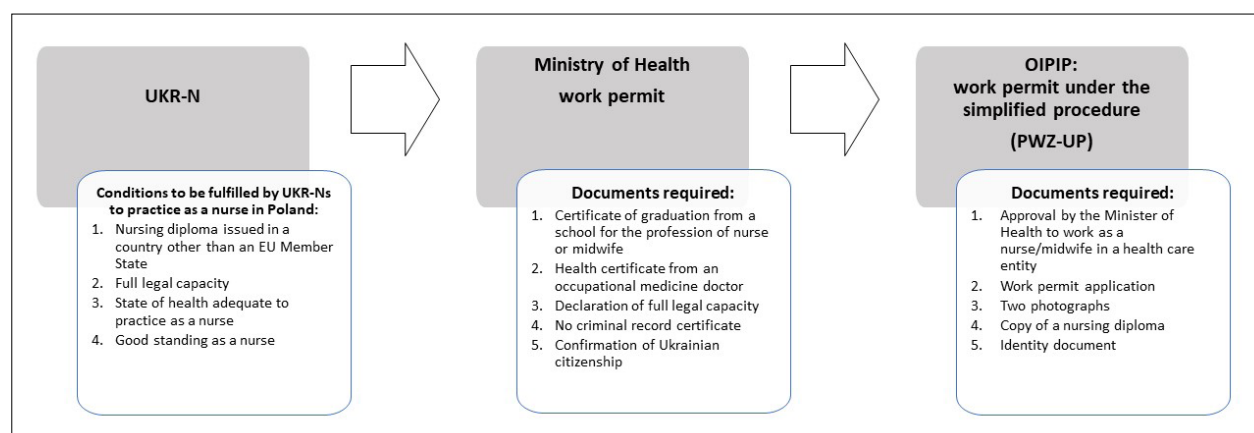 UKR-N
Conditions to be fulfilled by UKR-Ns
to practice as a nurse in Poland:
1. Nursing diploma issued in a
country other than an EU Member
State
2. Full legal capacity
3. State of health adequate to
practice as a nurse
4. Good standing as a nurse
Ministry of Health
work permit
Documents required:
1. Certificate of graduation from a
school for the profession of nurse
or midwife
2. Health certificate from an
occupational medicine doctor
3. Declaration of full legal capacity
4. No criminal record certificate
5. Confirmation of Ukrainian
citizenship
OIPIP:
work permit under the
simplified procedure
(PWZ-UP)
Documents required:
1. Approval by the Minister of
Health to work as a
nurse/midwife in a health care
entity
2. Work permit application
3. Two photographs
4. Copy of a nursing diploma
5. Identity document